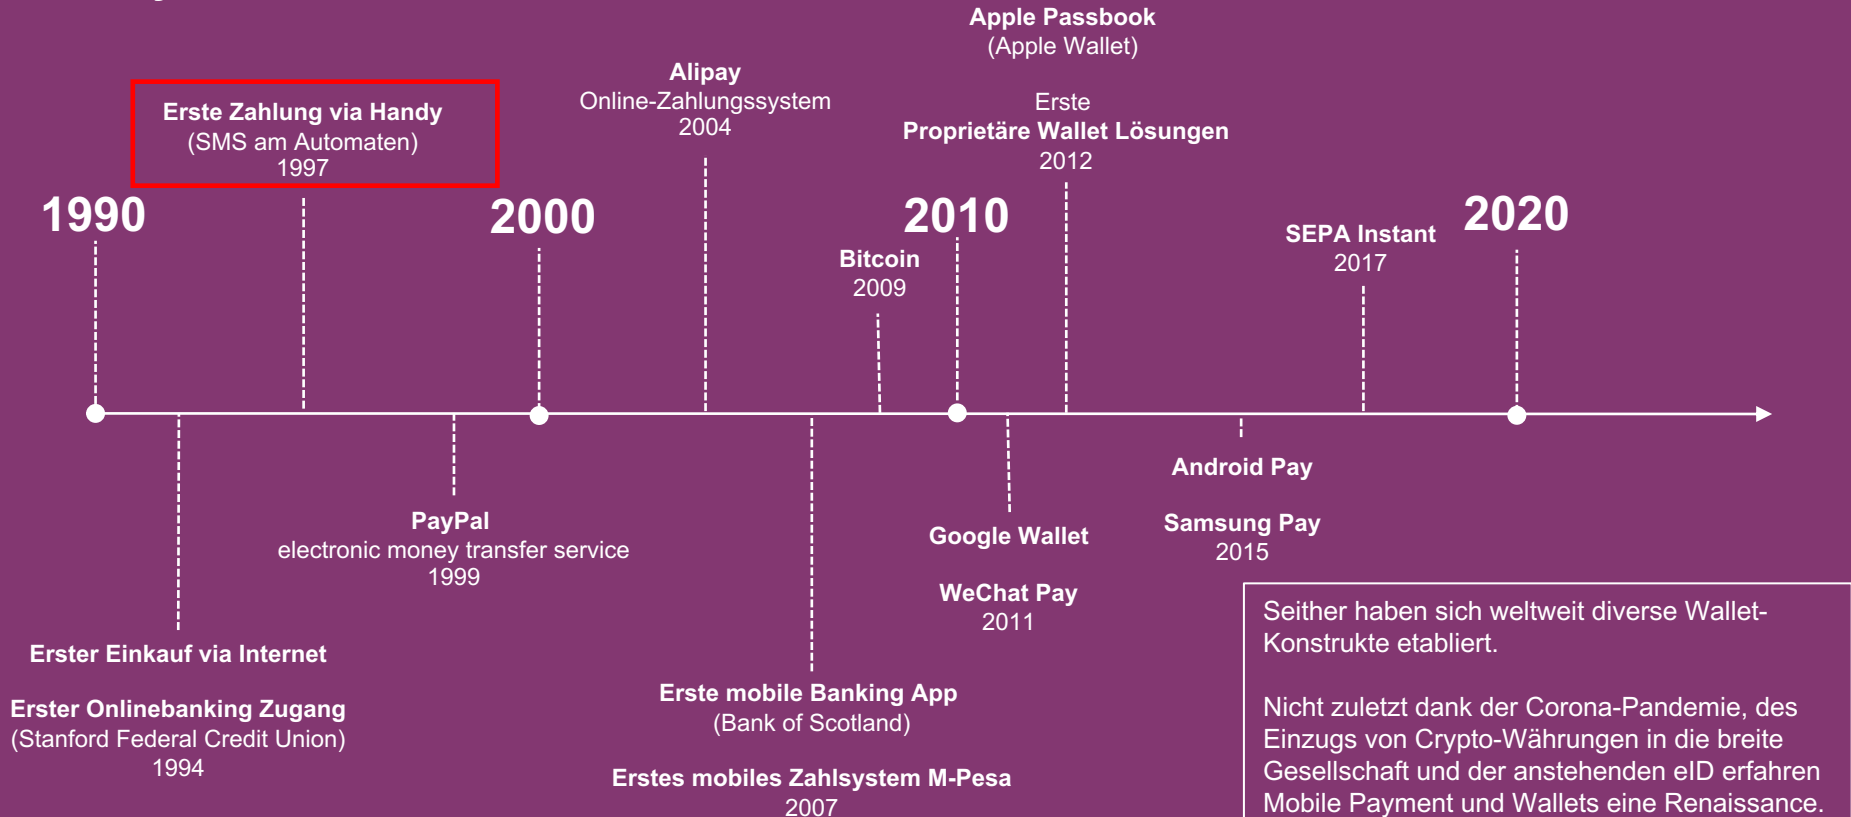 Apple Passbook
(Apple Wallet)
Erste
Proprietäre Wallet Lösungen
2012
Alipay
Online-Zahlungssystem
2004
Erste Zahlung via Handy
(SMS am Automaten)
1997
1990
2000
2010
2020
Bitcoin
2009
SEPA Instant
2017
PayPal
electronic money transfer service
1999
Erster Einkauf via Internet
Erster Onlinebanking Zugang
(Stanford Federal Credit Union)
1994
Erste mobile Banking App
(Bank of Scotland)
Erstes mobiles Zahlsystem M-Pesa
2007
Google Wallet
WeChat Pay
2011
Android Pay
Samsung Pay
2015
Seither haben sich weltweit diverse Wallet-
Konstrukte etabliert.
Nicht zuletzt dank der Corona-Pandemie, des
Einzugs von Crypto-Währungen in die breite
Gesellschaft und der anstehenden eID erfahren
Mobile Payment und Wallets eine Renaissance.